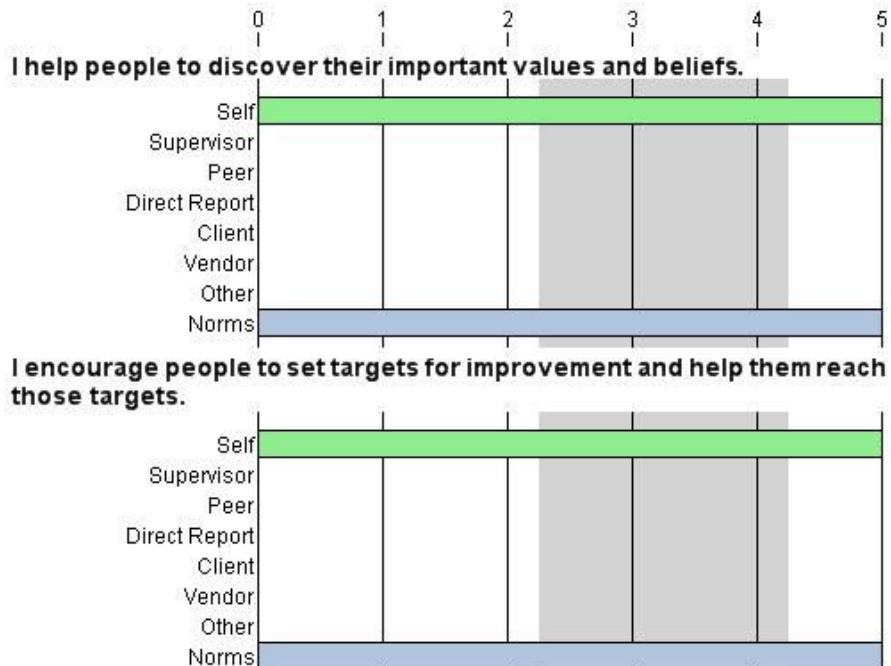 0 1 2 3 4 5
I help people to discover their important values and beliefs.
Self
Supervisor
Peer
Direct Report
Client
Vendor
Other
Norms
I encourage people to set targets for improvement and help them reach
those targets.
Self
Supervisor
Peer
Direct Report
Client
Vendor
Other
Norms